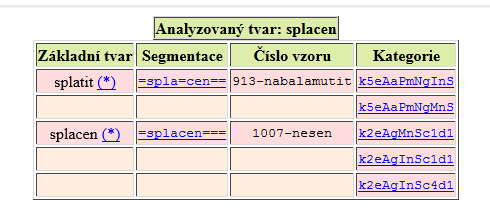 Analyzovaný tvar: splacen
Základní tvar Segmentace Číslo vzoru Kategorie
splatit (*) =spla=cen== 913-nabalamutit k5eAaPmNgInS
k5eAaPmNgMnS
splacen (*) =splacen=== 1007-nesen k2eAgMnSc1d1
k2eAgInSc1d1
k2eAgInSc4d1